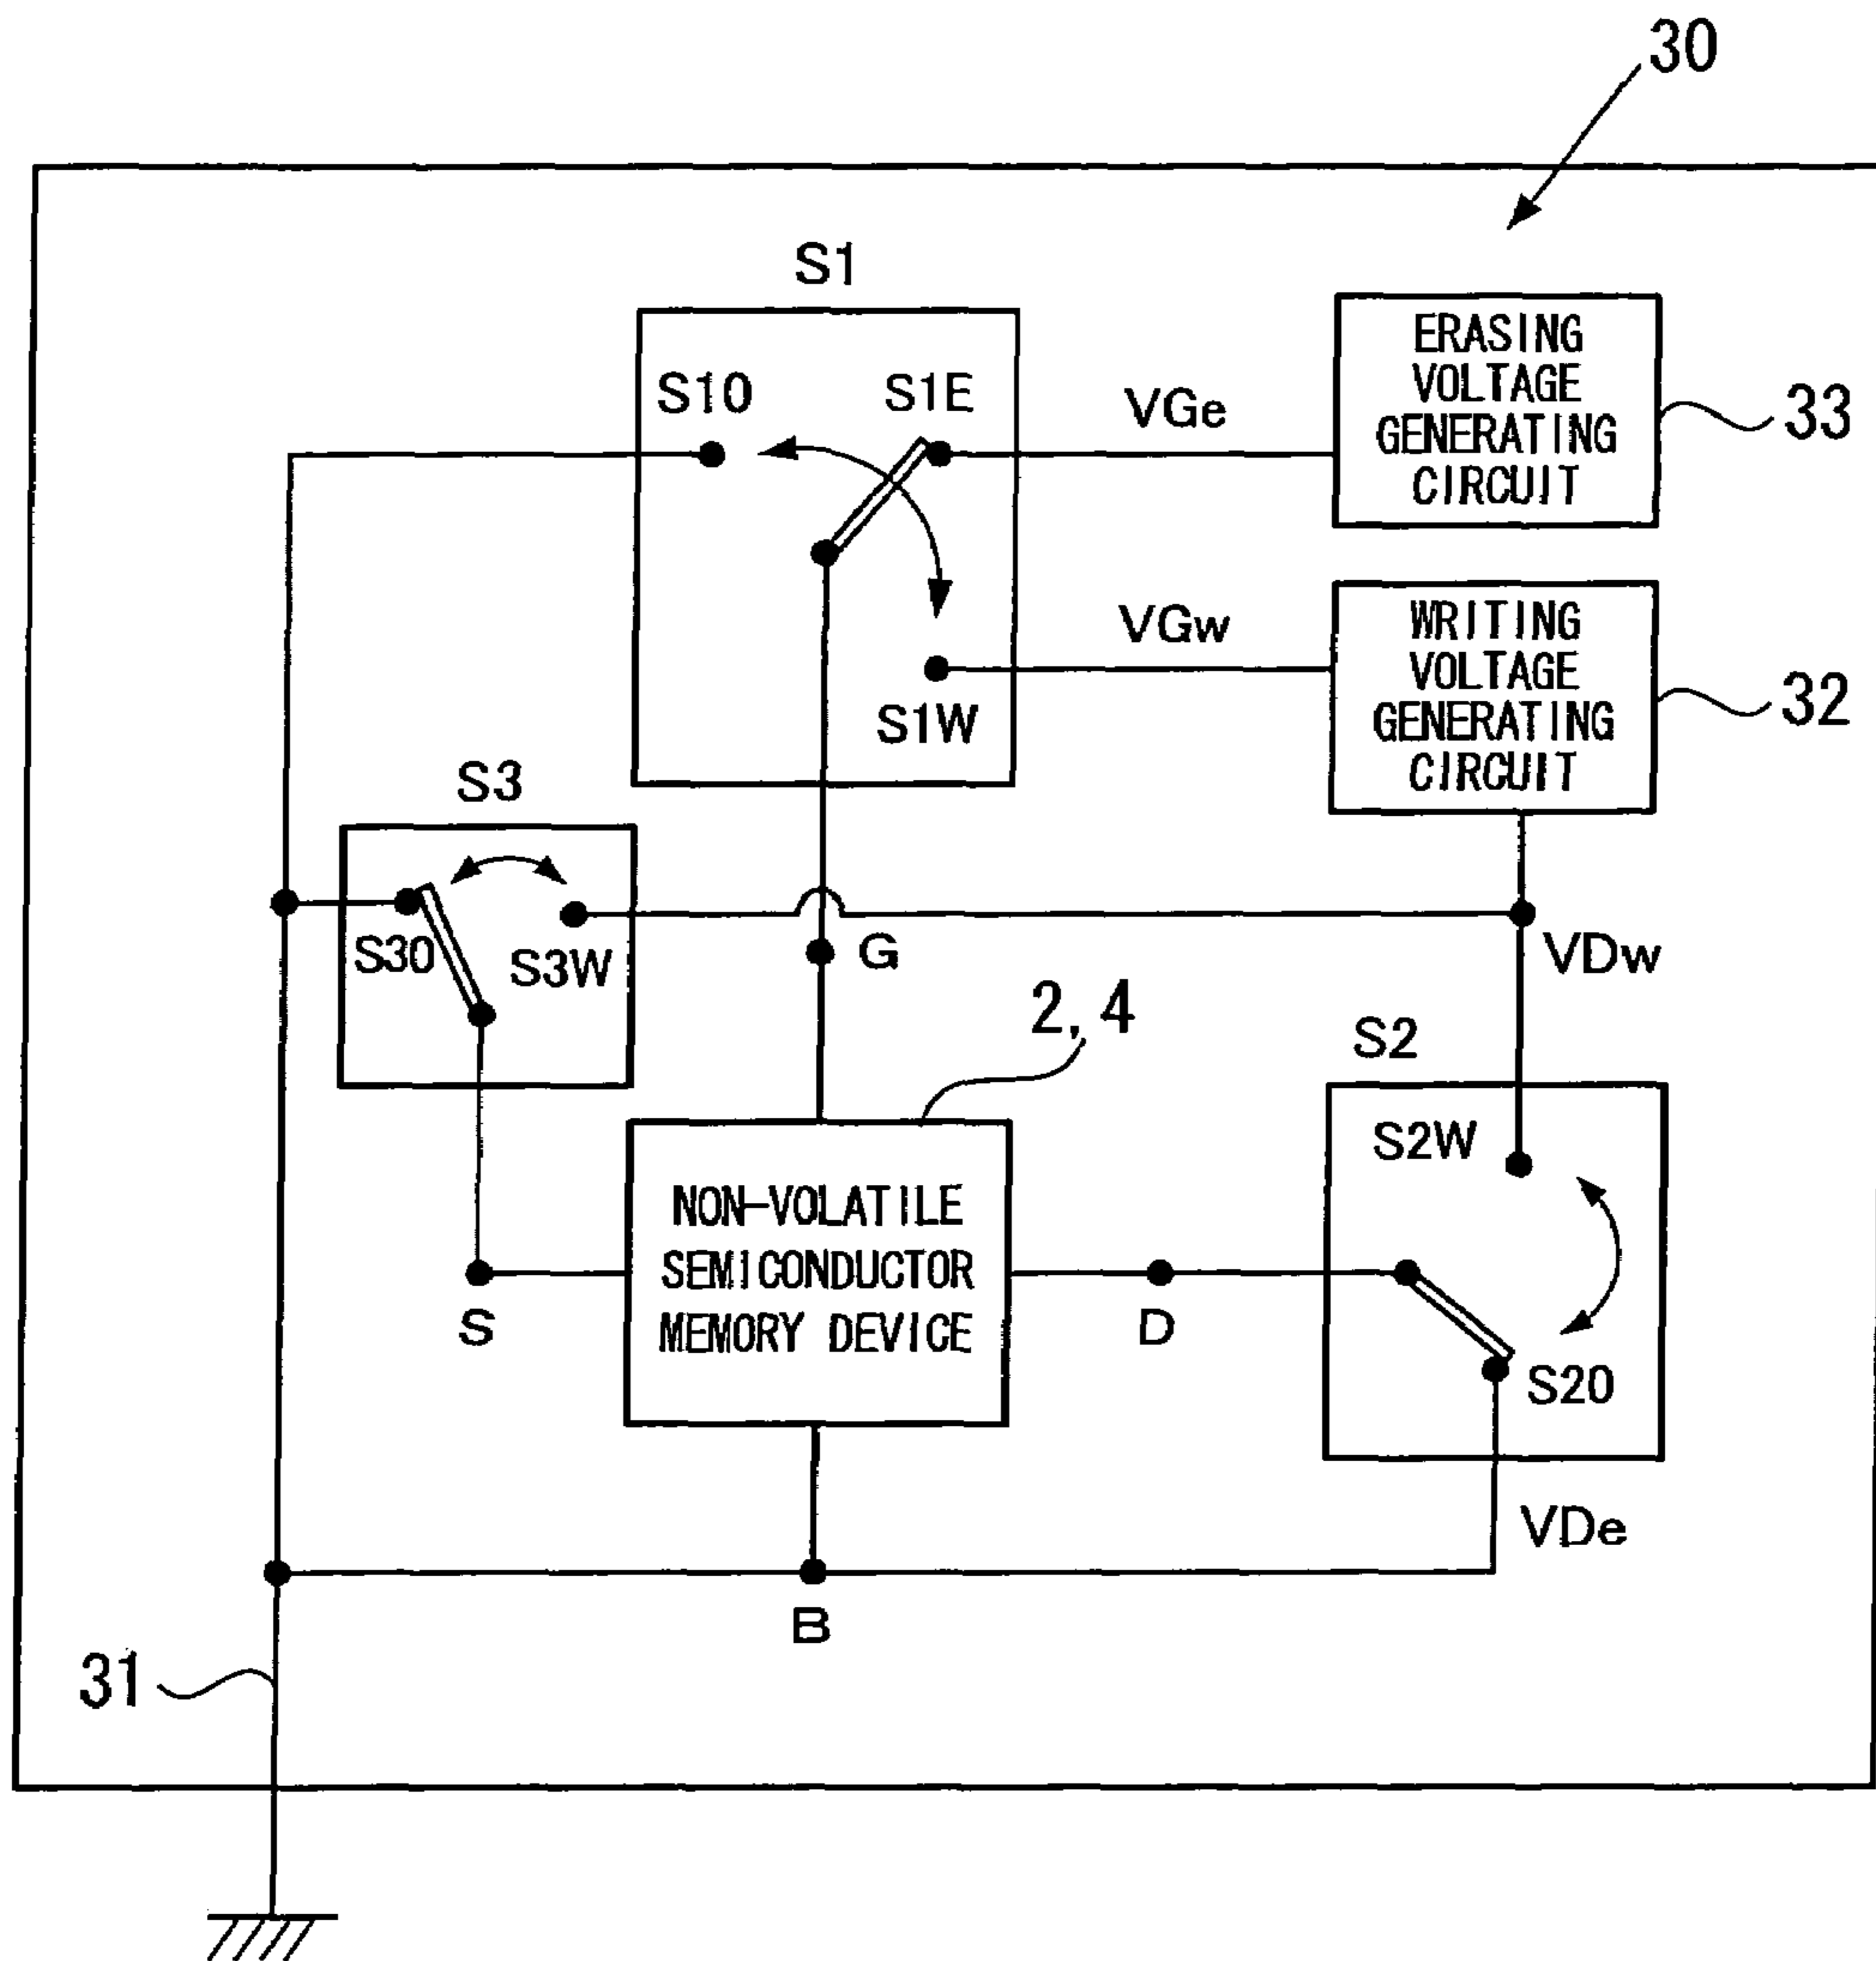 30
S1
S10
S1E
VGe
ERASING
VOLTAGE
GENERATING
CIRCUIT
33
VGw
S1W
WRITING
VOLTAGE
GENERATING
CIRCUIT
32
S3
S30
S3W
G
VDw
2, 4
S2
S2W
NON-VOLATILE
SEMICONDUCTOR
MEMORY DEVICE
S
D
S20
VDe
B
31